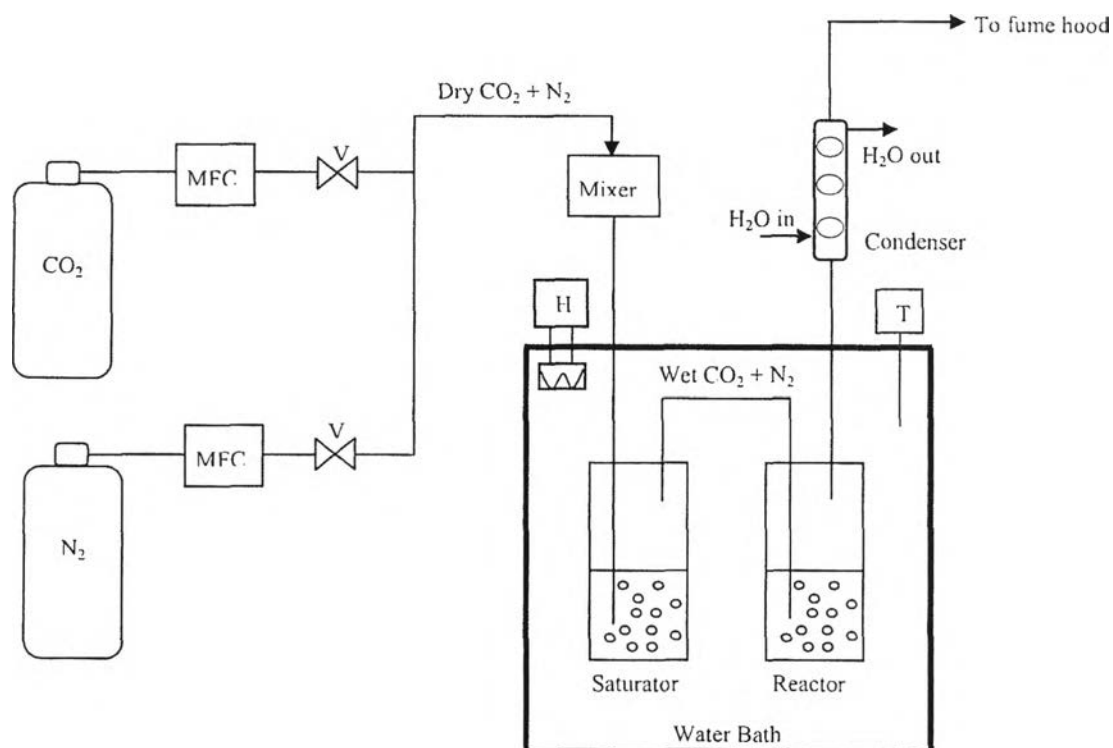 To fume hood
Dry CO₂ + N₂
H₂O out
V
MFC
Mixer
H₂O in
Condenser
CO₂
H
T
Wet CO₂ + N₂
V
MFC
N₂
Saturator
Reactor
Water Bath